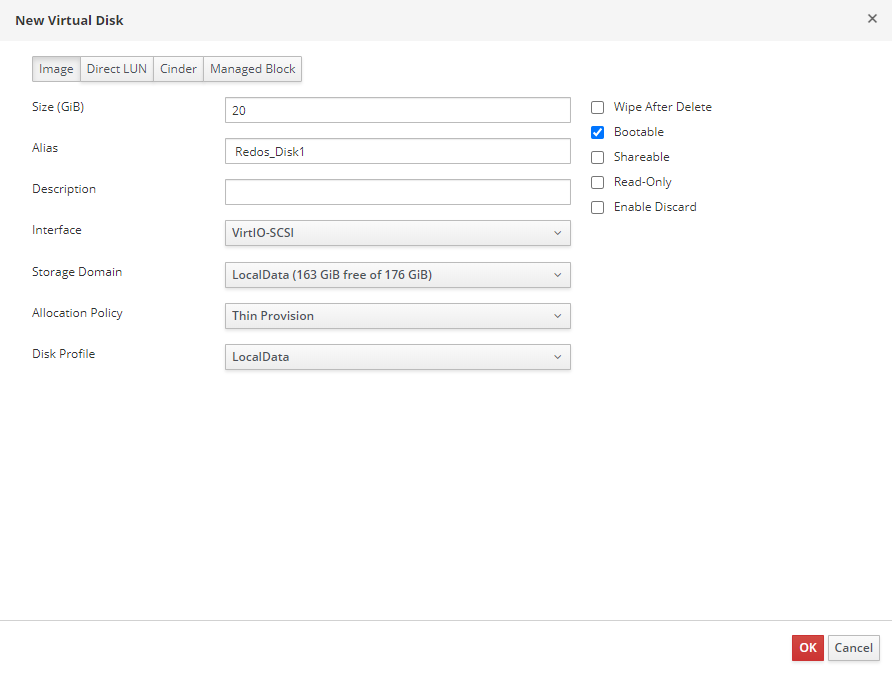 New Virtual Disk
×
Image Direct LUN Cinder Managed Block
Size (GiB) 20 Wipe After Delete
Bootable
Alias Redos_Disk1 Shareable
Description Read-Only
Enable Discard
Interface VirtIO-SCSI
Storage Domain LocalData (163 GiB free of 176 GiB)
Allocation Policy Thin Provision
Disk Profile LocalData
OK Cancel